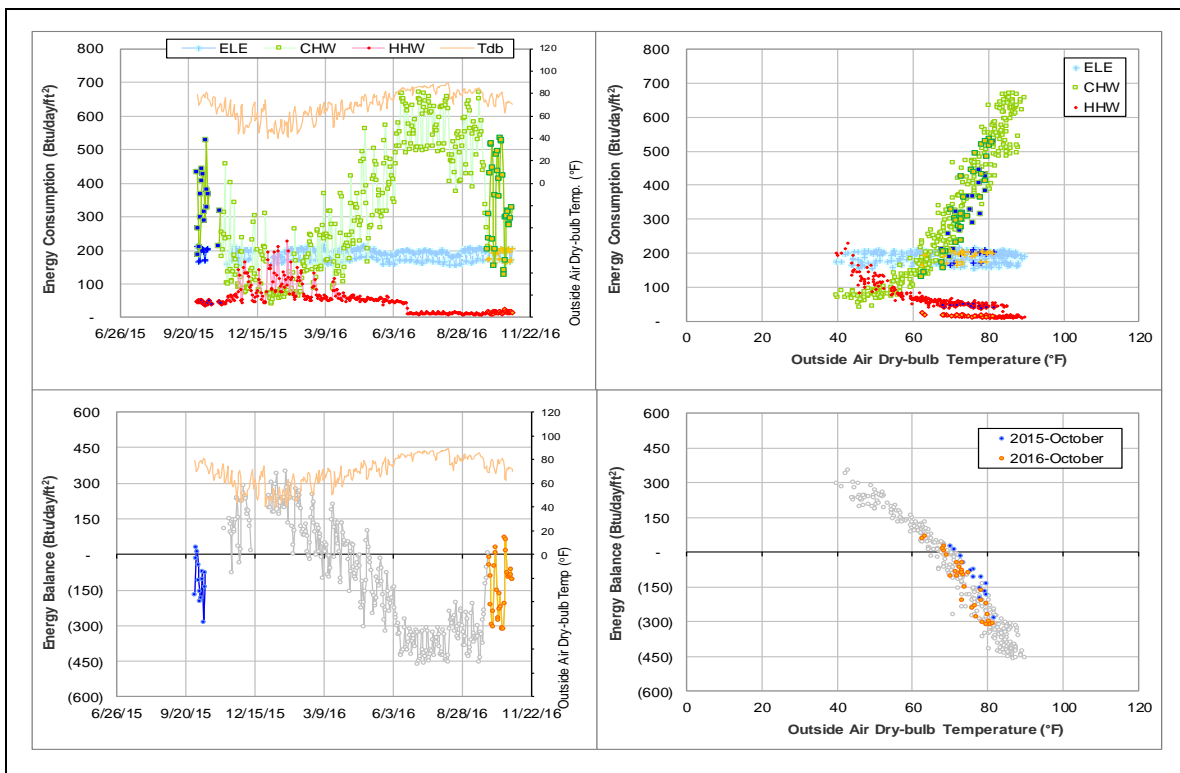 ELE CHW HHW Tdb
800
700
600
500
400
300
200
100
-
Energy Consumption (Btu/day/ft²)
120
100
80
60
40
20
0
Outside Air Dry-bulb Temp. (°F)
6/26/15 9/20/15 12/15/15 3/9/16 6/3/16 8/28/16 11/22/16
ELE
CHW
HHW
800
700
600
500
400
300
200
100
-
Energy Consumption (Btu/day/ft²)
0 20 40 60 80 100 120
Outside Air Dry-bulb Temperature (°F)
600
450
300
150
-
(150)
(300)
(450)
(600)
Energy Balance (Btu/day/ft²)
120
100
80
60
40
20
0
Outside Air Dry-bulb Temp (°F)
6/26/15 9/20/15 12/15/15 3/9/16 6/3/16 8/28/16 11/22/16
2015-October
2016-October
600
450
300
150
-
(150)
(300)
(450)
(600)
Energy Balance (Btu/day/ft²)
0 20 40 60 80 100 120
Outside Air Dry-bulb Temperature (°F)